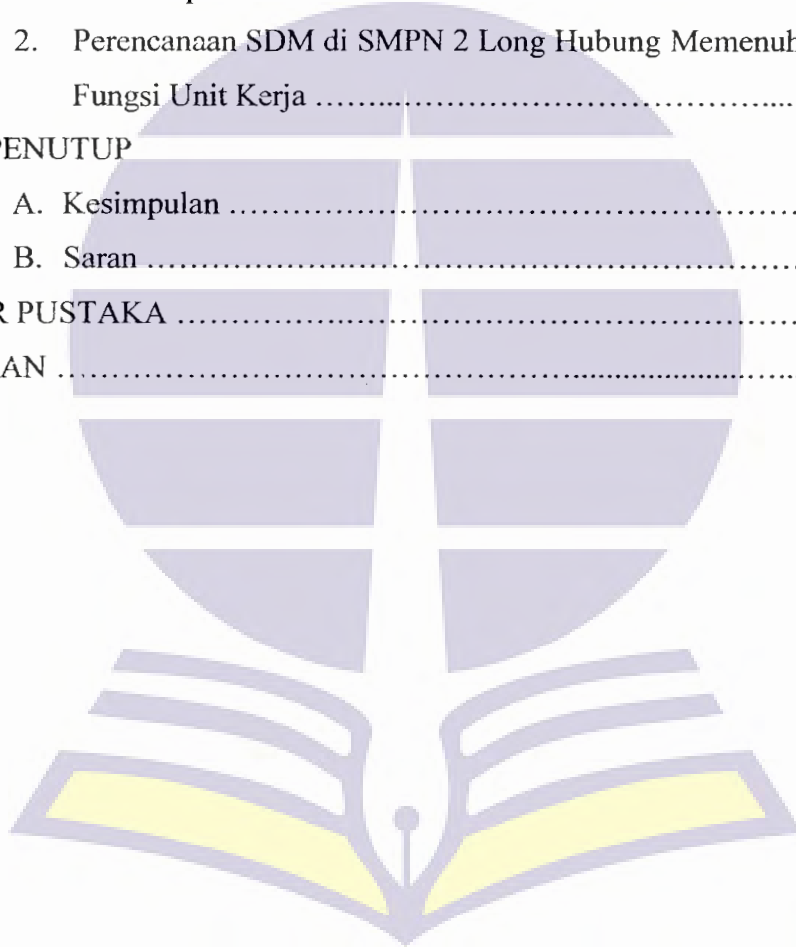 2. Perencanaan SDM di SMPN 2 Long Hubung Memenuh
Fungsi Unit Kerja ..........................................
PENUTUP
A. Kesimpulan ..................................................
B. Saran ..........................................................
R PUSTAKA .......................................................
AN ..................................................................